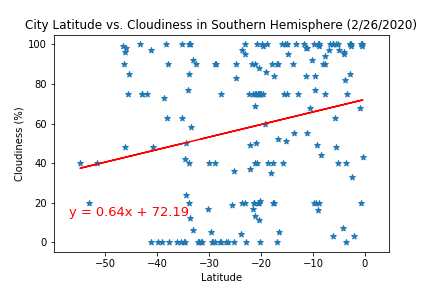 City Latitude vs. Cloudiness in Southern Hemisphere (2/26/2020)
100
80
60
40
20
0
Cloudiness (%)
y = 0.64x + 72.19
−50 −40 −30 −20 −10 0
Latitude